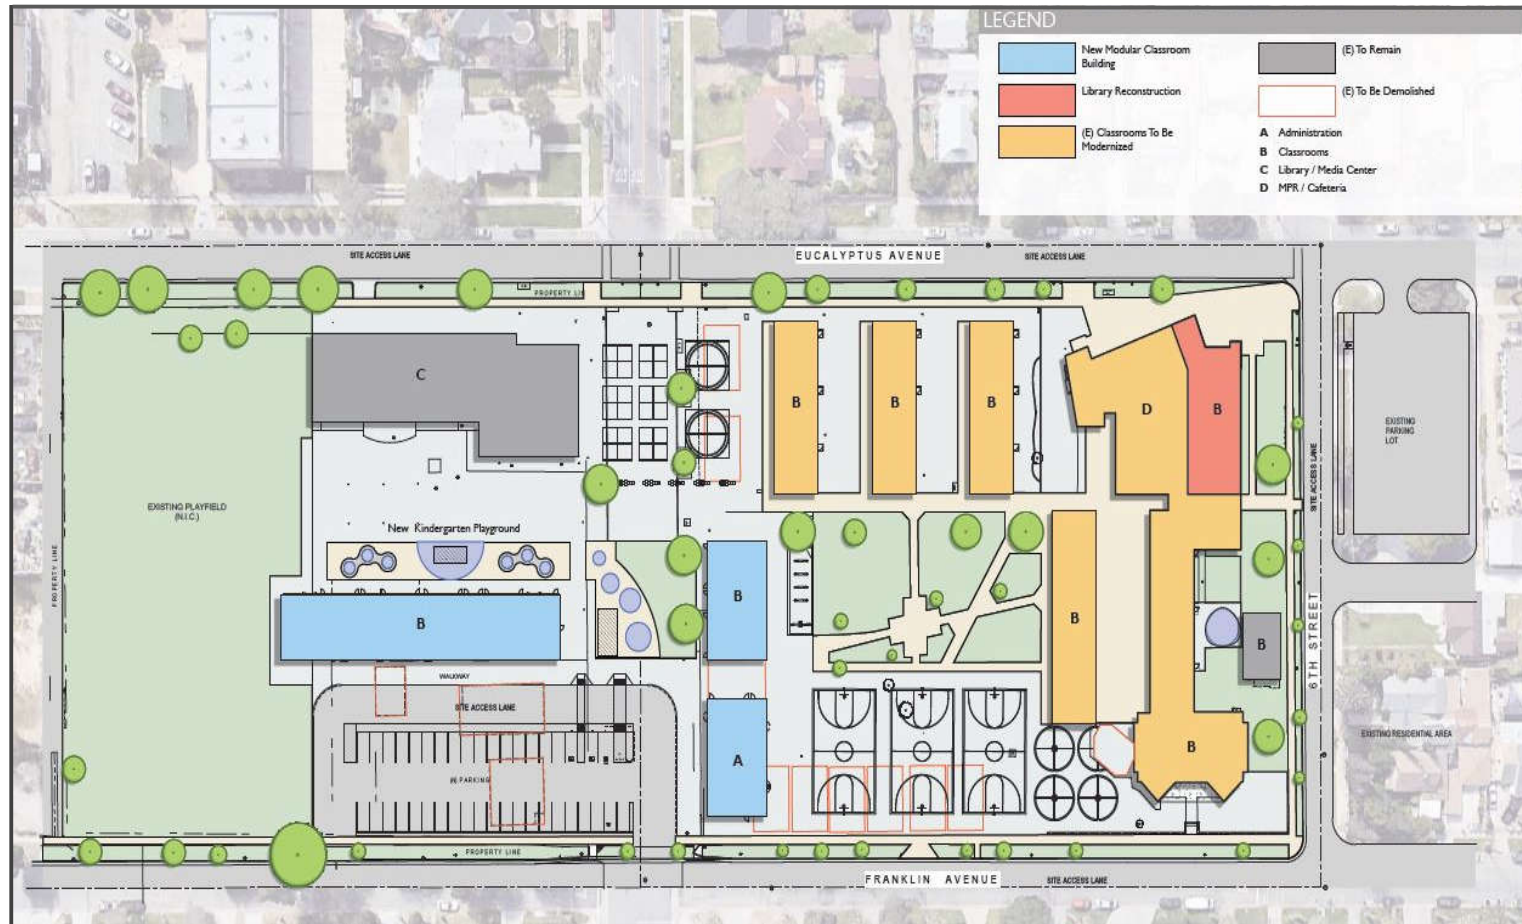 LEGEND
New Modular Classroom
Building
Library Reconstruction
(E) Classrooms To Be
Modernized
(E) To Remain
(E) To Be Demolished
A Administration
B Classrooms
C Library / Media Center
D MPR / Cafeteria
SITE ACCESS LANE
EUCALYPTUS AVENUE
SITE ACCESS LANE
PROPERTY LIN
C
B
B
B
D
B
EXISTING
PARKING
LOT
SITE ACCESS LANE
EXISTING PLAYFIELD
(N.I.C.)
New Kindergarten Playground
PROPERTY LINE
B
B
B
B
6TH STREET
WALKWAY
SITE ACCESS LANE
PARKING
A
B
EXISTING RESIDENTIAL AREA
PROPERTY LINE
FRANKLIN AVENUE
SITE ACCESS LANE